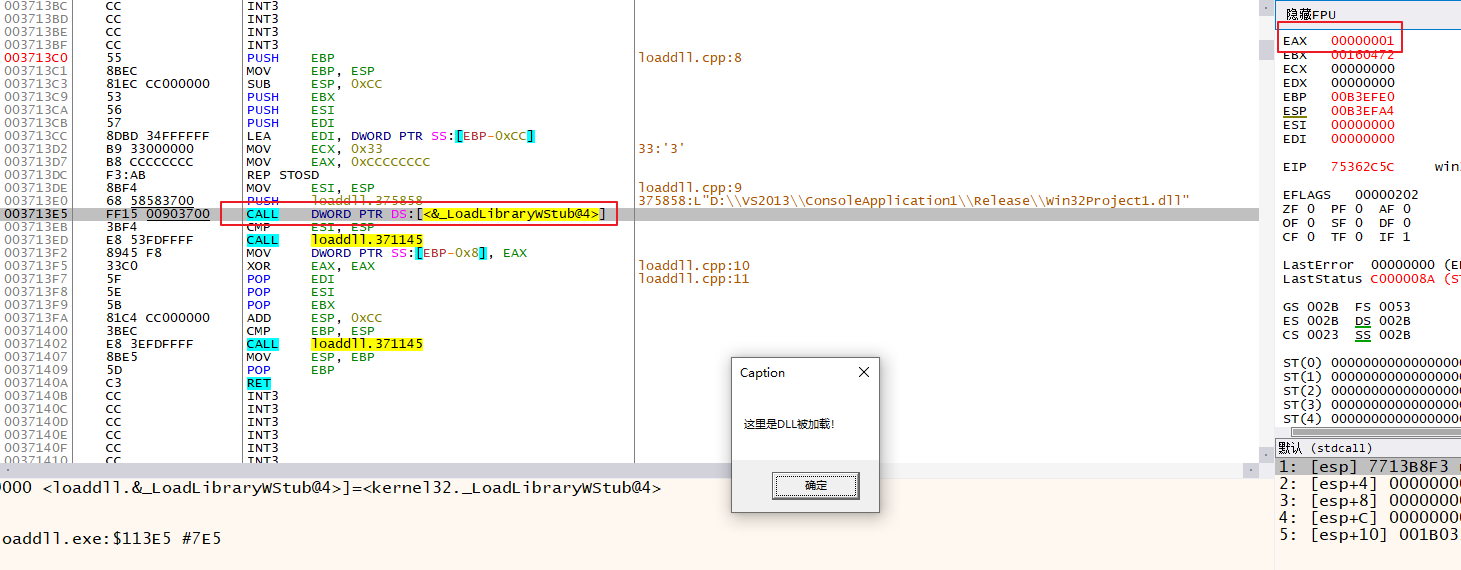 003713BC CC INT3
003713BD CC INT3
003713BE CC INT3
003713BF CC INT3
003713C0 55 PUSH EBP loaddll.cpp:8
003713C1 8BEC MOV EBP, ESP
003713C3 81EC CC000000 SUB ESP, 0xCC
003713C9 53 PUSH EBX
003713CA 56 PUSH ESI
003713CB 57 PUSH EDI
003713CC 8DBD 34FFFFFF LEA EDI, DWORD PTR SS:[EBP-0xCC]
003713D2 B9 33000000 MOV ECX, 0x33 33:'3'
003713D7 B8 CCCCCCCC MOV EAX, 0xCCCCCCCC
003713DC F3:AB REP STOSD
003713DE 8BF4 MOV ESI, ESP loaddll.cpp:9
003713E0 68 58583700 PUSH loaddll.375858 375858:L"D:\\VS2013\\ConsoleApplication1\\Release\\Win32Project1.dll"
003713E5 FF15 00903700 CALL DWORD PTR DS:[<&_LoadLibraryWStub@4>]
003713EB 3BF4 CMP ESI, ESP
003713ED E8 53FDFFFF CALL loaddll.371145
003713F2 8945 F8 MOV DWORD PTR SS:[EBP-0x8], EAX
003713F5 33C0 XOR EAX, EAX loaddll.cpp:10
003713F7 5F POP EDI loaddll.cpp:11
003713F8 5E POP ESI
003713F9 5B POP EBX
003713FA 81C4 CC000000 ADD ESP, 0xCC
00371400 3BEC CMP EBP, ESP
00371402 E8 3EFDFFFF CALL loaddll.371145
00371407 8BE5 MOV ESP, EBP
00371409 5D POP EBP
0037140A C3 RET
0037140B CC INT3
0037140C CC INT3
0037140D CC INT3
0037140E CC INT3
0037140F CC INT3
00371410 CC INT3
0000 <loaddll.&_LoadLibraryWStub@4>]=<kernel32._LoadLibraryWStub@4>
oaddll.exe:$113E5 #7E5
Caption
这里是DLL被加载!
确定
隐藏FPU
EAX 00000001
EBX 00160472
ECX 00000000
EDX 00000000
EBP 00B3EFE0
ESP 00B3EFA4
ESI 00000000
EDI 00000000
EIP 75362C5C win
EFLAGS 00000202
ZF 0 PF 0 AF 0
OF 0 SF 0 DF 0
CF 0 TF 0 IF 1
LastError 00000000 (E
LastStatus C000008A (S
GS 002B FS 0053
ES 002B DS 002B
CS 0023 SS 002B
ST(0) 0000000000000000
ST(1) 0000000000000000
ST(2) 0000000000000000
ST(3) 0000000000000000
ST(4) 0000000000000000
默认 (stdcall)
1: [esp] 7713B8F3
2: [esp+4] 0000000
3: [esp+8] 0000000
4: [esp+C] 0000000
5: [esp+10] 001B03